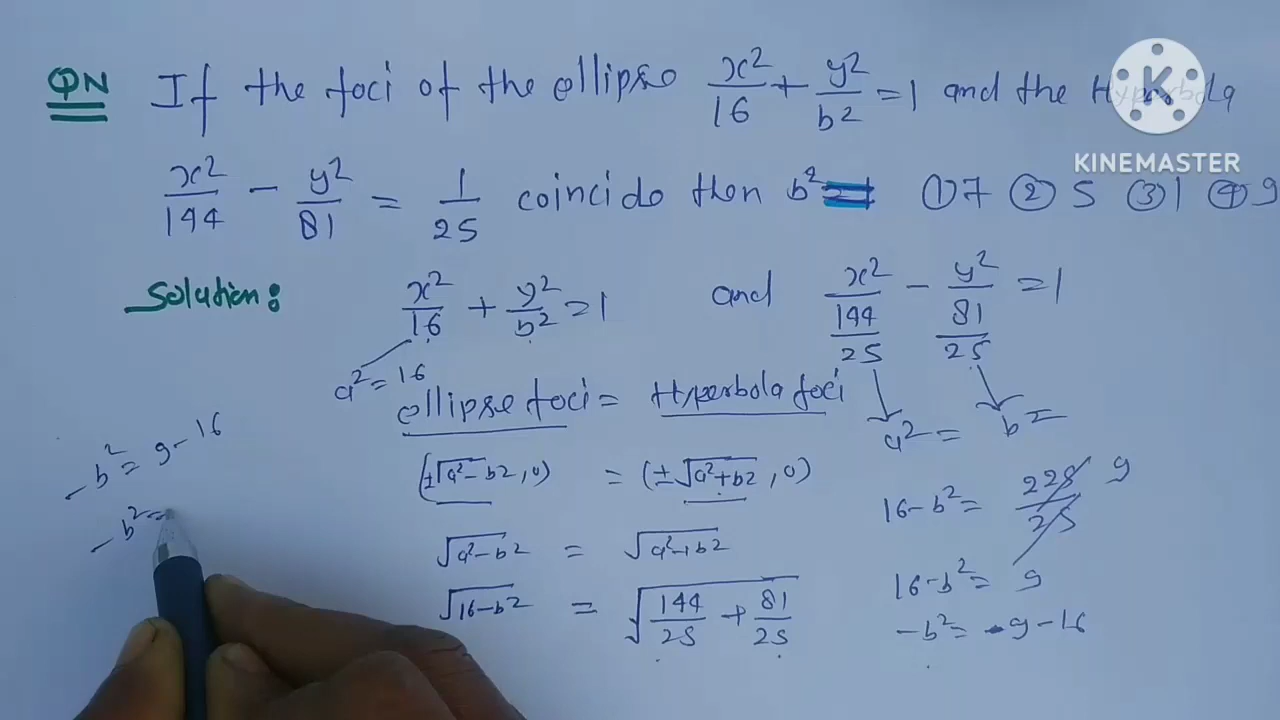 QN If the foci of the ellipse x²/16 + y²/b² = 1 and the Hyperbola
KINEMASTER
x²/144 - y²/81 = 1/25 coincide then b² ① 7 ② 5 ③ 1 ④ 9
Solution: x²/16 + y²/b² = 1 and x²/(144/25) - y²/(81/25) = 1
a² = 16
ellipse foci = Hyperbola foci
a² = b² =
(±√a²-b², 0) = (±√a²+b², 0)
√a²-b² = √a²+b²
√16-b² = √144/25 + 81/25
16-b² = 225/25 9
16-b² = 9
-b² = 9-16
-b² = 9-16
-b² =